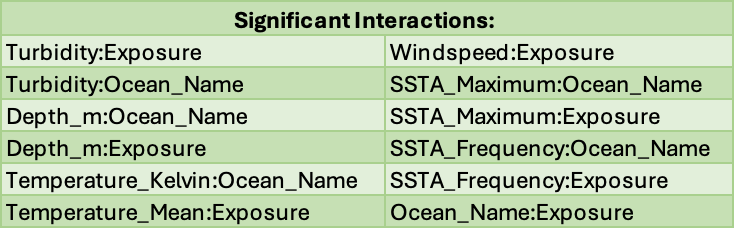 Significant Interactions:
Turbidity:Exposure Windspeed:Exposure
Turbidity:Ocean_Name SSTA_Maximum:Ocean_Name
Depth_m:Ocean_Name SSTA_Maximum:Exposure
Depth_m:Exposure SSTA_Frequency:Ocean_Name
Temperature_Kelvin:Ocean_Name SSTA_Frequency:Exposure
Temperature_Mean:Exposure Ocean_Name:Exposure